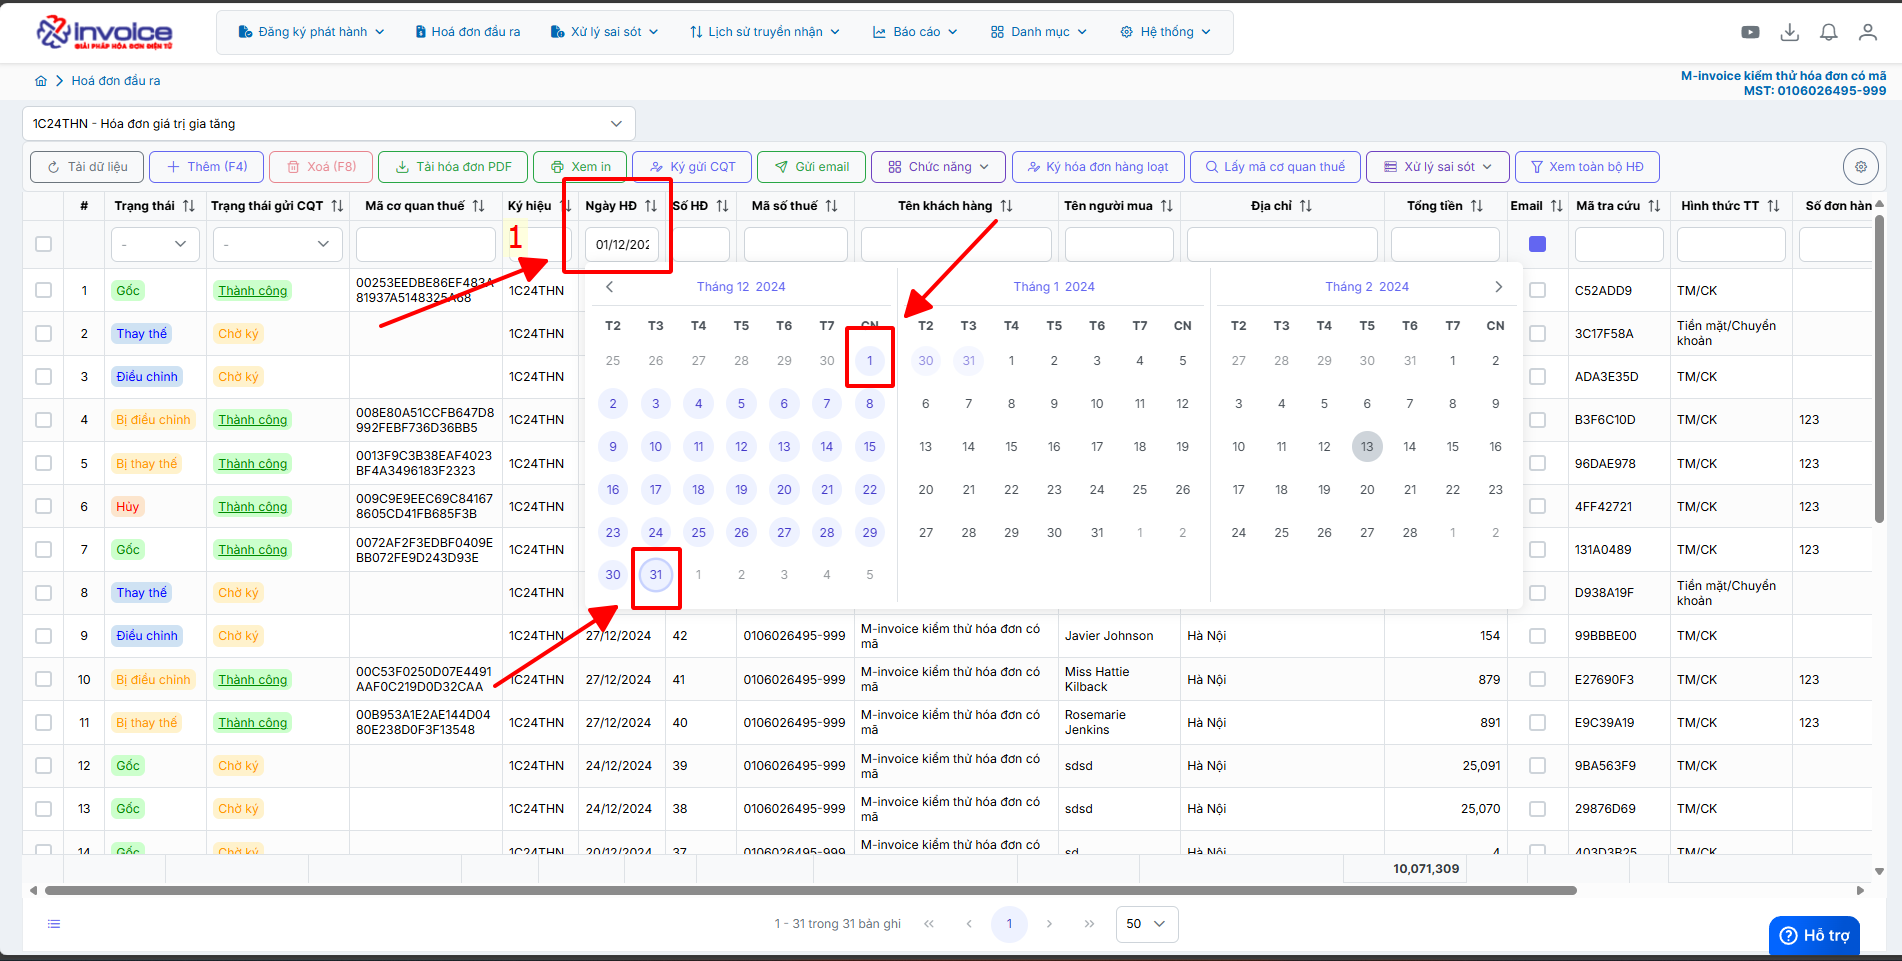 Invoice
GIẢI PHÁP HÓA ĐƠN ĐIỆN TỬ
Đăng ký phát hành
Hoá đơn đầu ra
Xử lý sai sót
Lịch sử truyền nhận
Báo cáo
Danh mục
Hệ thống
Hoá đơn đầu ra
M-invoice kiểm thử hóa đơn có mã
MST: 0106026495-999
1C24THN - Hóa đơn giá trị gia tăng
Tải dữ liệu
Thêm (F4)
Xoá (F8)
Tải hóa đơn PDF
Xem in
Ký gửi CQT
Gửi email
Chức năng
Ký hóa đơn hàng loạt
Lấy mã cơ quan thuế
Xử lý sai sót
Xem toàn bộ HĐ
# Trạng thái Trạng thái gửi CQT Mã cơ quan thuế Ký hiệu Ngày HĐ Số HĐ Mã số thuế Tên khách hàng Tên người mua Địa chỉ Tổng tiền Email Mã tra cứu Hình thức TT Số đơn hàn
- - 1 01/12/202
Tháng 12 2024
T2 T3 T4 T5 T6 T7 CN
25 26 27 28 29 30 1
2 3 4 5 6 7 8
9 10 11 12 13 14 15
16 17 18 19 20 21 22
23 24 25 26 27 28 29
30 31 1 2 3 4 5
Tháng 1 2024
T2 T3 T4 T5 T6 T7 CN
30 31 1 2 3 4 5
6 7 8 9 10 11 12
13 14 15 16 17 18 19
20 21 22 23 24 25 26
27 28 29 30 31 1 2
Tháng 2 2024
T2 T3 T4 T5 T6 T7 CN
27 28 29 30 31 1 2
3 4 5 6 7 8 9
10 11 12 13 14 15 16
17 18 19 20 21 22 23
24 25 26 27 28 1 2
1 Gốc Thành công 00253EEDBE86EF483A 81937A5148325A68 1C24THN C52ADD9 TM/CK
2 Thay thế Chờ ký 1C24THN 3C17F58A Tiền mặt/Chuyển khoản
3 Điều chỉnh Chờ ký 1C24THN ADA3E35D TM/CK
4 Bị điều chỉnh Thành công 008E80A51CCFB647D8 992FEBF736D36BB5 1C24THN B3F6C10D TM/CK 123
5 Bị thay thế Thành công 0013F9C3B38EAF4023 BF4A3496183F2323 1C24THN 96DAE978 TM/CK 123
6 Hủy Thành công 009C9E9EEC69C84167 8605CD41FB685F3B 1C24THN 4FF42721 TM/CK 123
7 Gốc Thành công 0072AF2F3EDBF0409E BB072FE9D243D93E 1C24THN 131A0489 TM/CK 123
8 Thay thế Chờ ký 1C24THN D938A19F Tiền mặt/Chuyển khoản
9 Điều chỉnh Chờ ký 1C24THN 27/12/2024 42 0106026495-999 M-invoice kiểm thử hóa đơn có mã Javier Johnson Hà Nội 154 99BBBE00 TM/CK
10 Bị điều chỉnh Thành công 00C53F0250D07E4491 AAF0C219D0D32CAA 1C24THN 27/12/2024 41 0106026495-999 M-invoice kiểm thử hóa đơn có mã Miss Hattie Kilback Hà Nội 879 E27690F3 TM/CK 123
11 Bị thay thế Thành công 00B953A1E2AE144D04 80E238D0F3F13548 1C24THN 27/12/2024 40 0106026495-999 M-invoice kiểm thử hóa đơn có mã Rosemarie Jenkins Hà Nội 891 E9C39A19 TM/CK 123
12 Gốc Chờ ký 1C24THN 24/12/2024 39 0106026495-999 M-invoice kiểm thử hóa đơn có mã sdsd Hà Nội 25,091 9BA563F9 TM/CK
13 Gốc Chờ ký 1C24THN 24/12/2024 38 0106026495-999 M-invoice kiểm thử hóa đơn có mã sdsd Hà Nội 25,070 29876D69 TM/CK
14 Gốc Chờ ký 1C24THN 20/12/2024 37 0106026495-999 M-invoice kiểm thử hóa đơn có sd Hà Nội 4 403D3B25 TM/CK
10,071,309
1 - 31 trong 31 bản ghi
1
50
Hỗ trợ